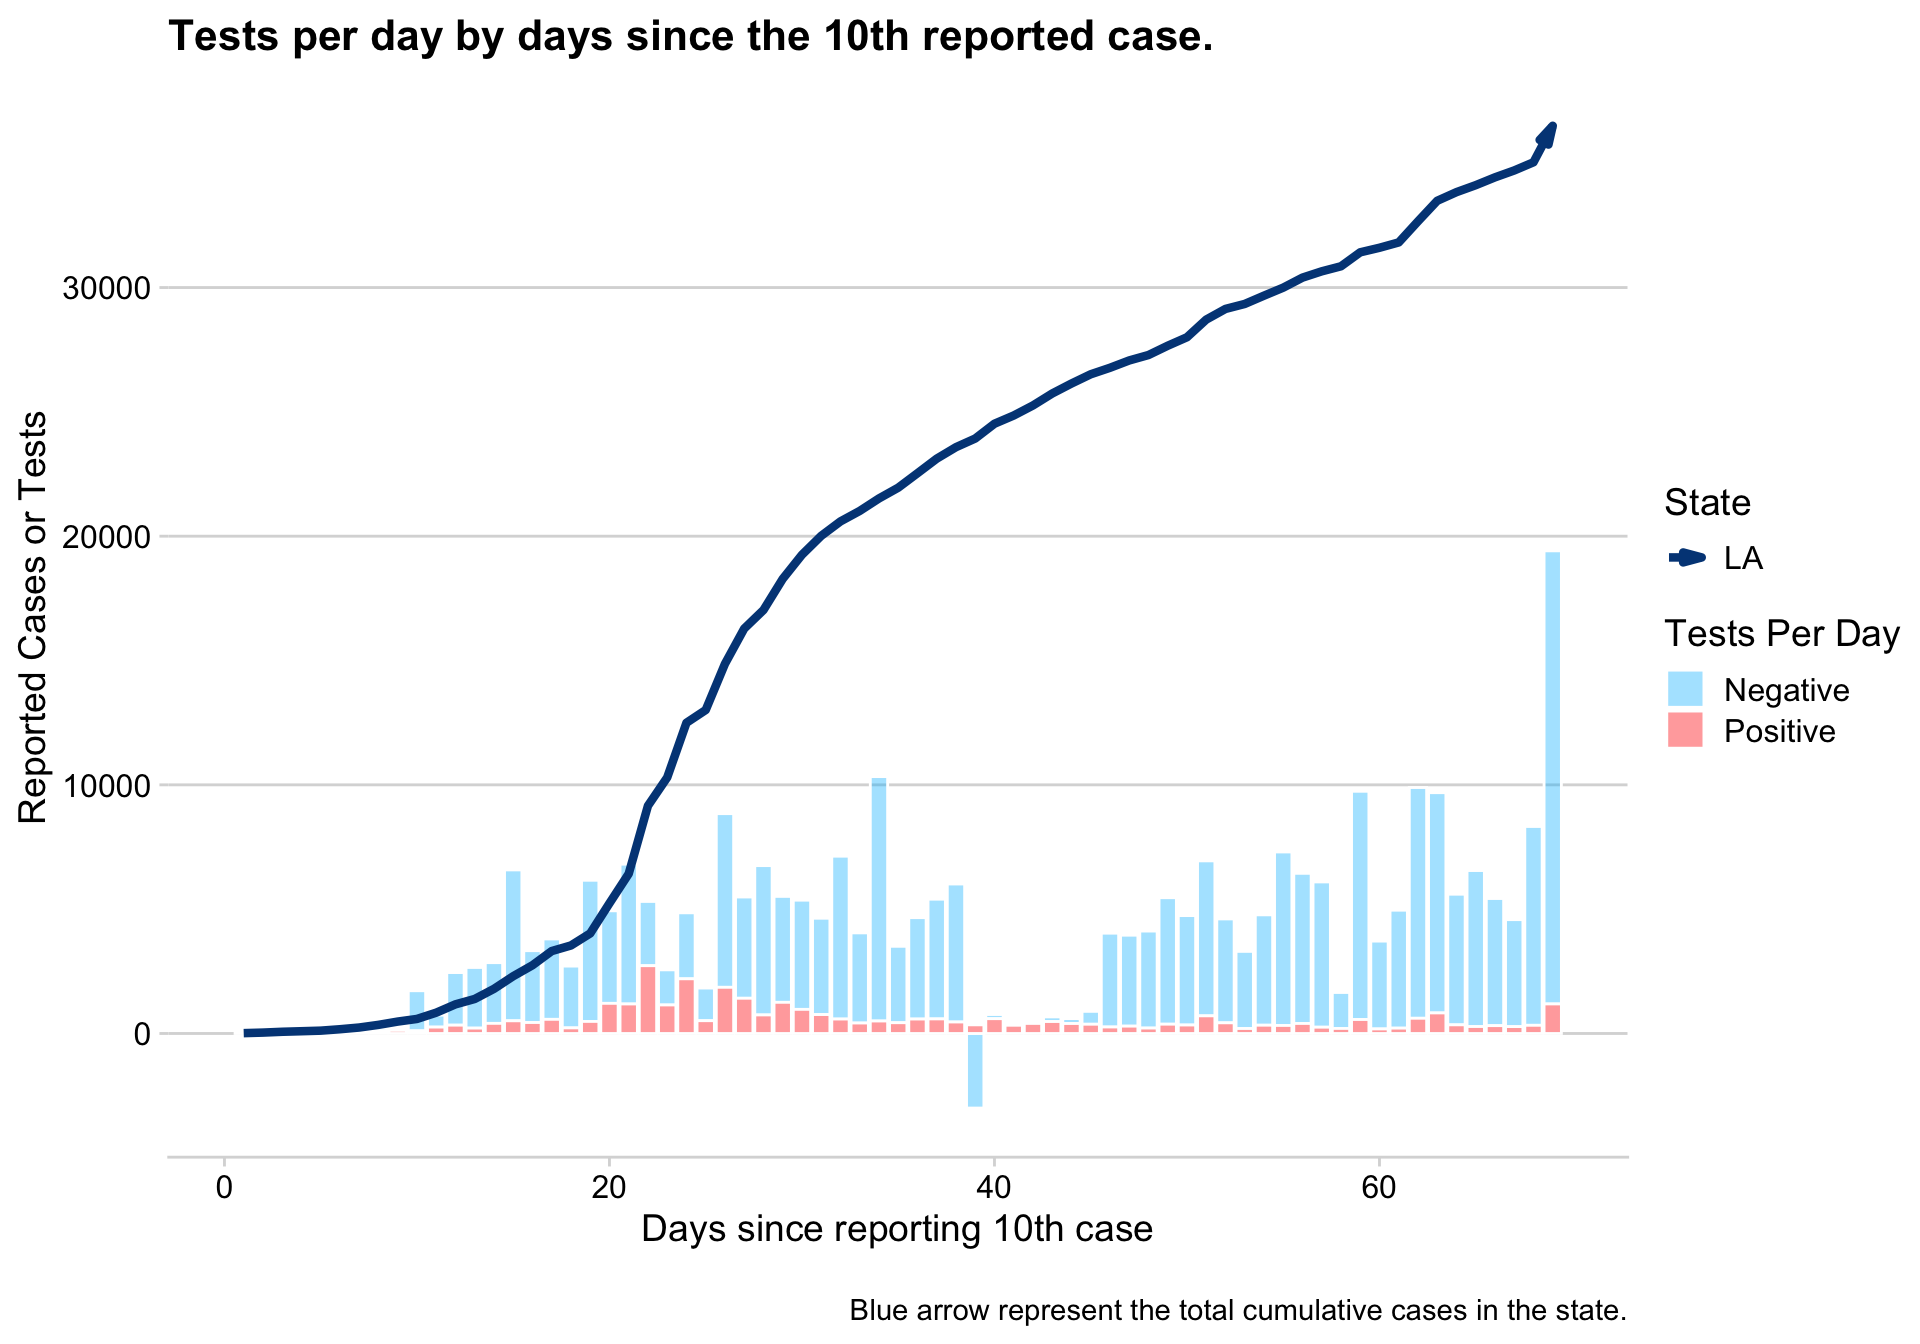 Tests per day by days since the 10th reported case.
Reported Cases or Tests
30000
20000
10000
0
0 20 40 60
Days since reporting 10th case
State
LA
Tests Per Day
Negative
Positive
Blue arrow represent the total cumulative cases in the state.